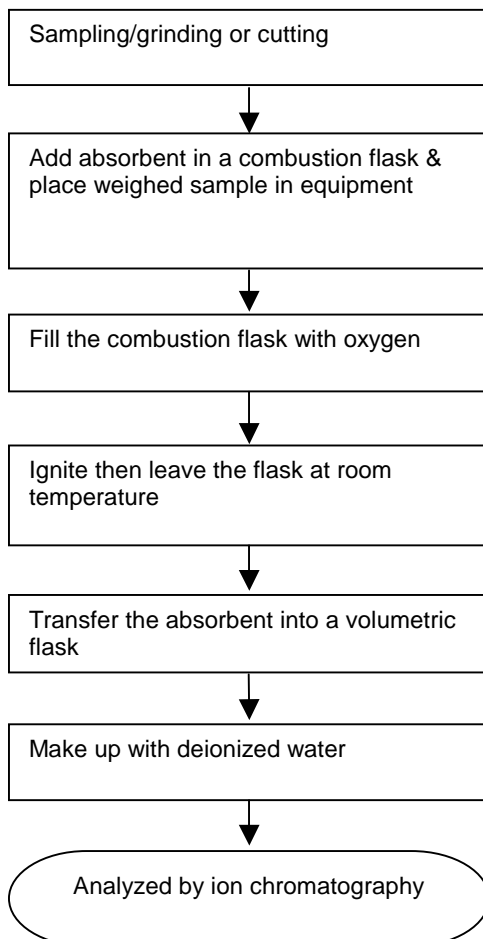 Sampling/grinding or cutting
Add absorbent in a combustion flask &
place weighed sample in equipment
Fill the combustion flask with oxygen
Ignite then leave the flask at room
temperature
Transfer the absorbent into a volumetric
flask
Make up with deionized water
Analyzed by ion chromatography